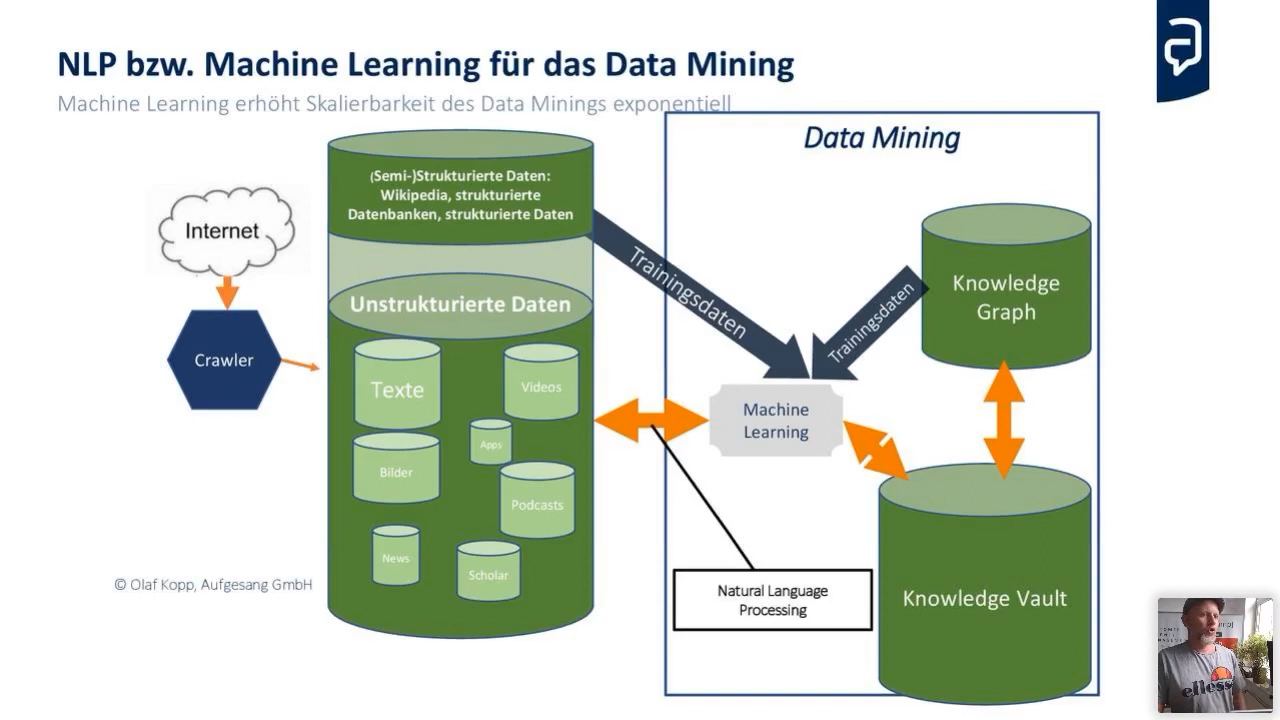 NLP bzw. Machine Learning für das Data Mining
Machine Learning erhöht Skalierbarkeit des Data Minings exponentiell
Data Mining
(Semi-)Strukturierte Daten:
Wikipedia, strukturierte
Datenbanken, strukturierte Daten
Internet
Trainingsdaten
Trainingsdaten
Knowledge
Graph
Unstrukturierte Daten
Crawler
Texte
Videos
Machine
Learning
Apps
Bilder
Podcasts
News
Scholar
© Olaf Kopp, Aufgesang GmbH
Natural Language
Processing
Knowledge Vault
ellesse